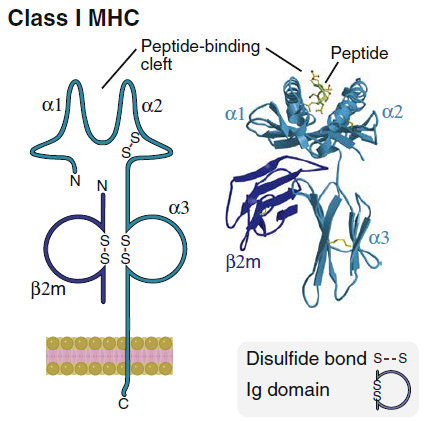 Class I MHC
Peptide-binding
cleft
Peptide
α1
α2
α1
α2
S
S
N
N
α3
S
S
S
S
α3
β2m
β2m
C
Disulfide bond S--S
Ig domain
S
S